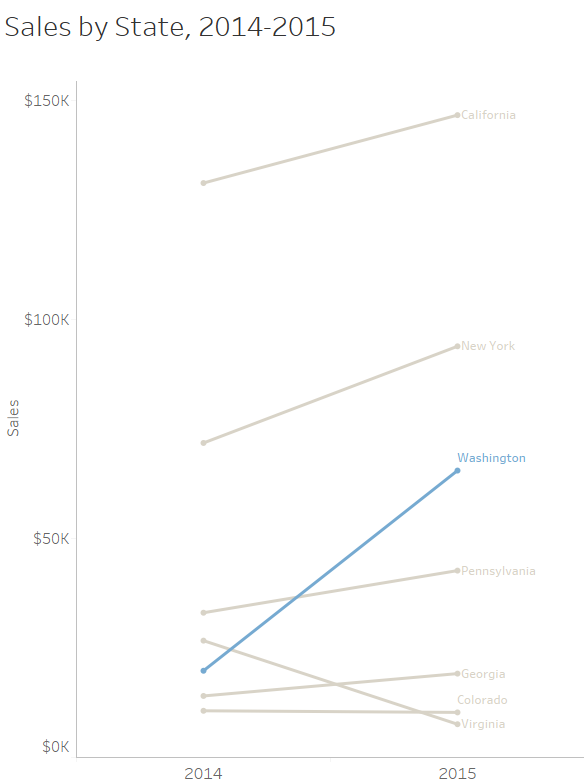 Sales by State, 2014-2015
$150K
California
$100K
New York
Sales
Washington
$50K
Pennsylvania
Georgia
Colorado
Virginia
$0K
2014 2015